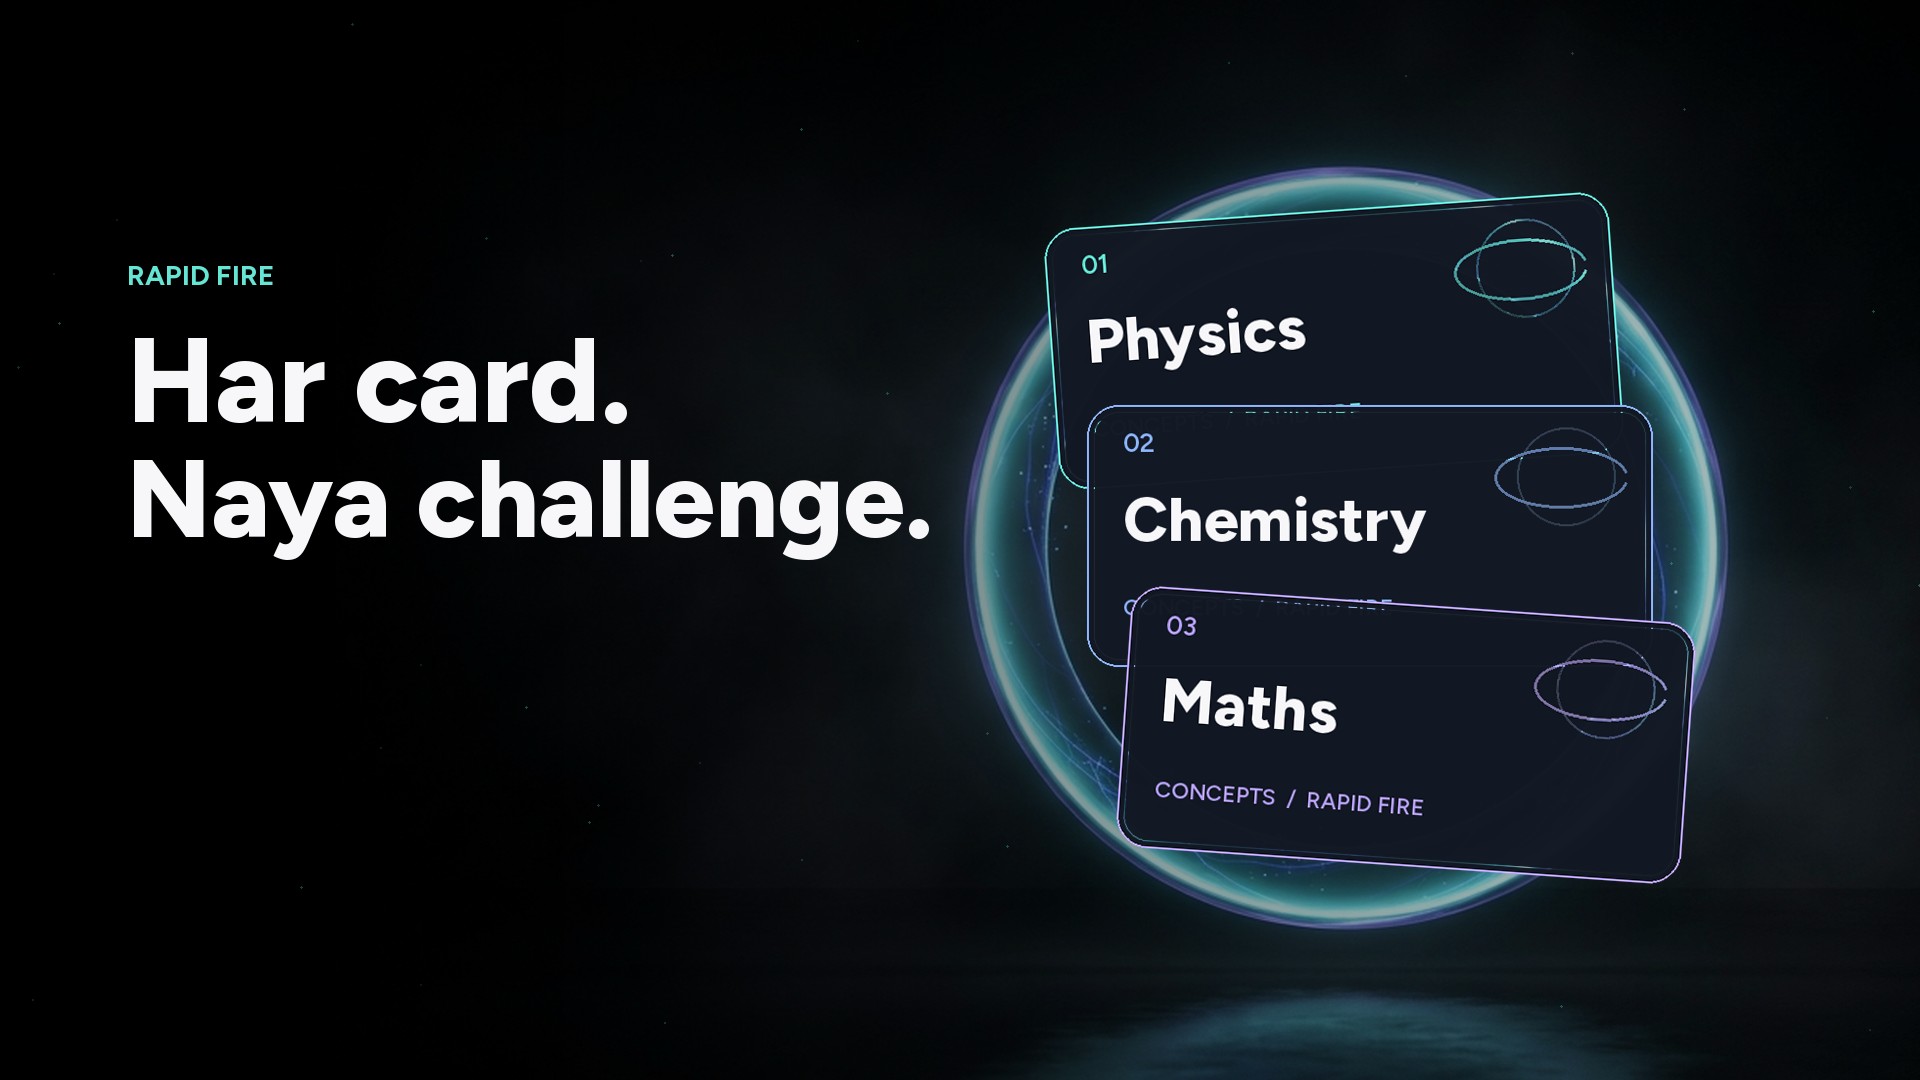 RAPID FIRE
Har card.
Naya challenge.
01
Physics
02
Chemistry
03
Maths
CONCEPTS / RAPID FIRE